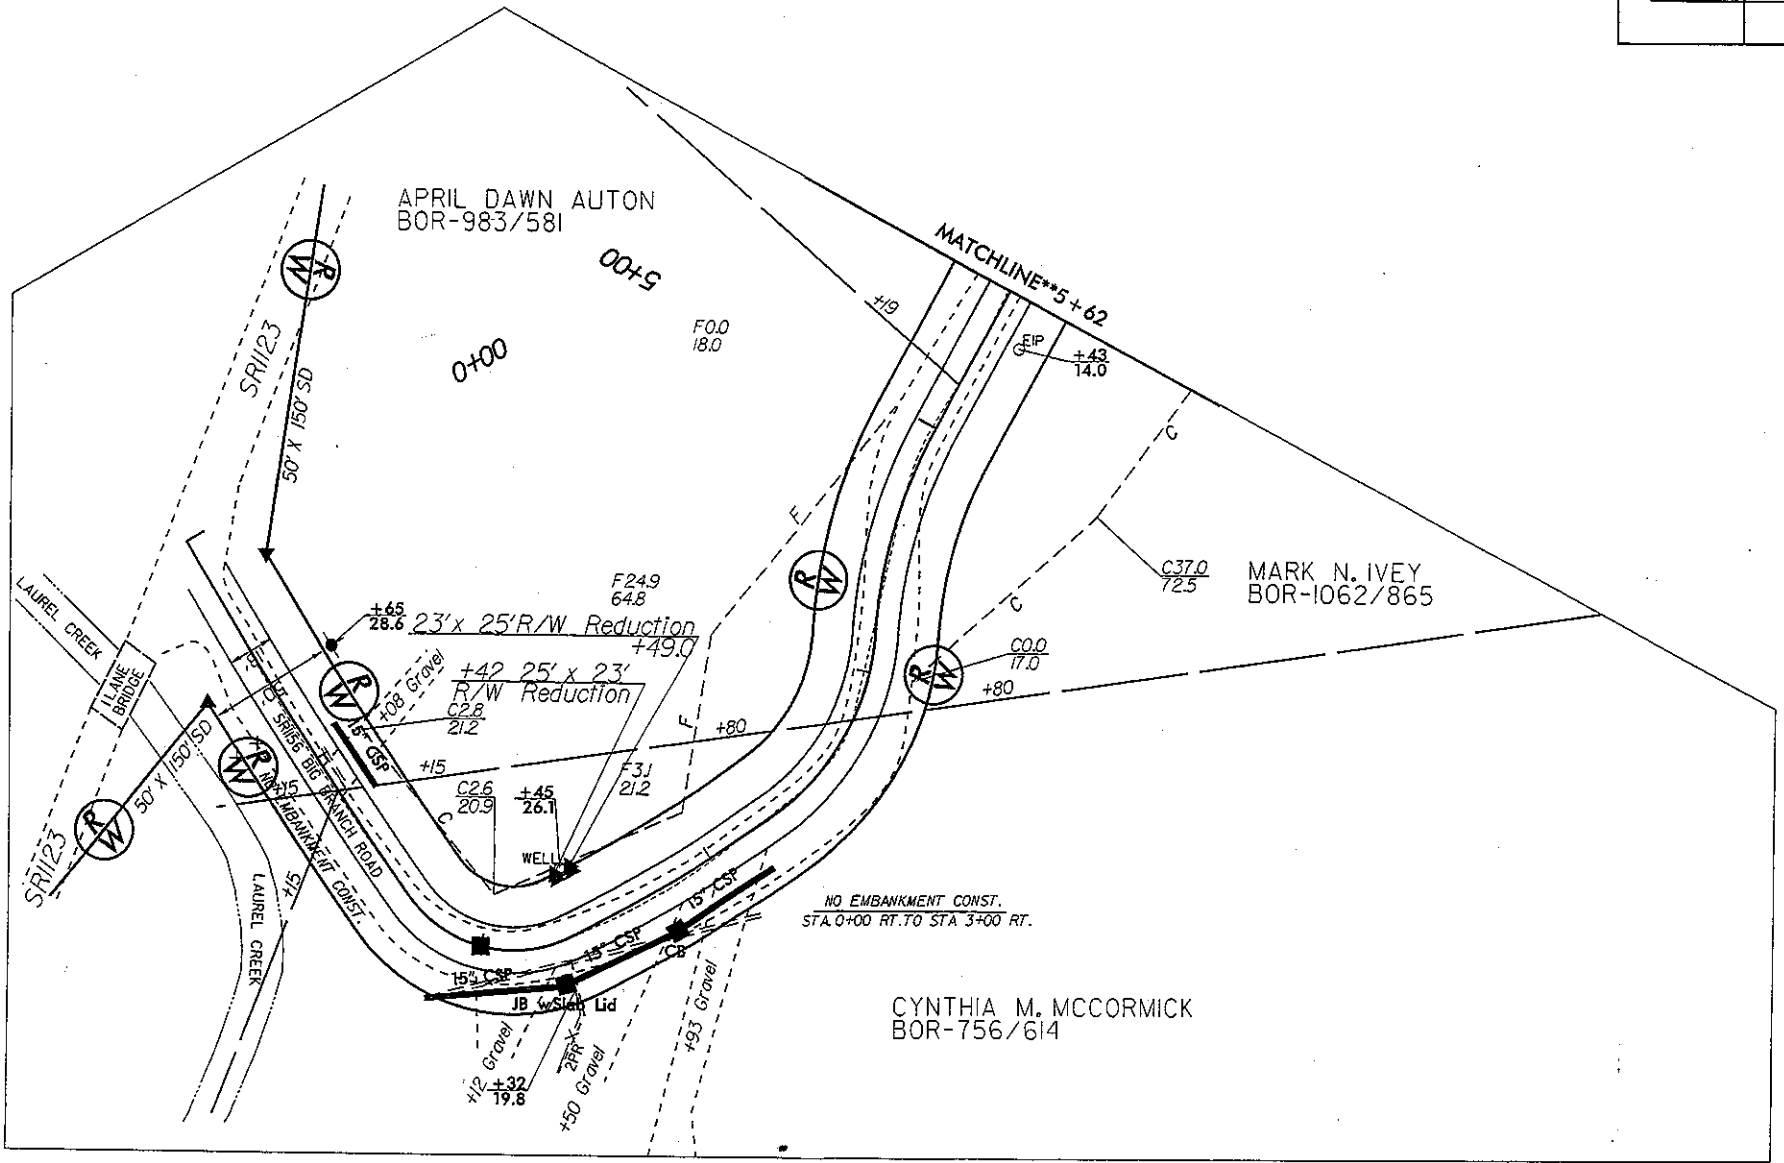 APRIL DAWN AUTON
BOR-983/581
5+00
0+00
F0.0
18.0
MATCHLINE**5+62
+19
EIP
+43
14.0
R/W
SR1123
50' X 150' SD
C
C
C37.0
72.5
MARK N. IVEY
BOR-1062/865
F
R/W
F24.9
64.8
+65
28.6
23'x 25'R/W Reduction
+49.0
+42 25' x 23'
R/W Reduction
+08 Gravel
C2.8
21.2
R/W
C0.0
17.0
R/W
+80
+80
F
LAUREL CREEK
1 LANE
BRIDGE
SR1156 BIG BRANCH ROAD
15" CSP
+15
+15
+15
50' X 150' SD
R/W
R/W
SR1123
NO EMBANKMENT CONST.
C
C2.6
20.9
+45
26.1
F3.1
21.2
WELL
LAUREL CREEK
15" CSP
15" CSP
15" CSP
CB
JB w/Slab Lid
NO EMBANKMENT CONST.
STA. 0+00 RT. TO STA 3+00 RT.
+93 Gravel
+12 Gravel
+32
19.8
2PR
+50 Gravel
CYNTHIA M. MCCORMICK
BOR-756/614